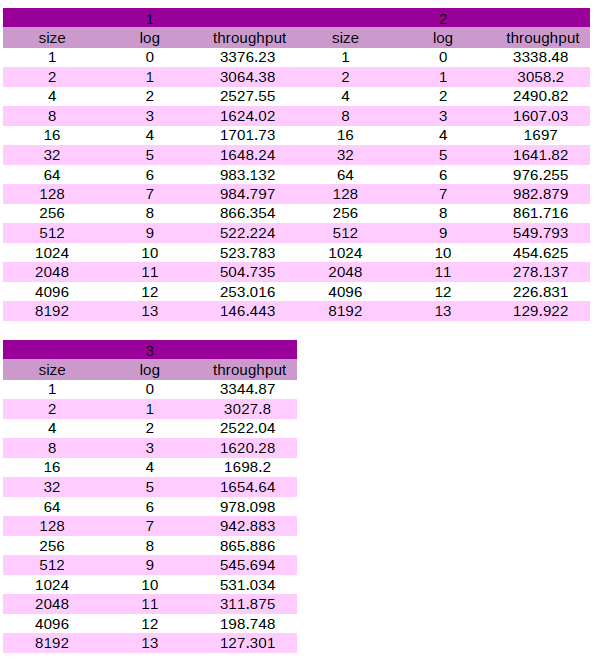 1 2
size log throughput size log throughput
1 0 3376.23 1 0 3338.48
2 1 3064.38 2 1 3058.2
4 2 2527.55 4 2 2490.82
8 3 1624.02 8 3 1607.03
16 4 1701.73 16 4 1697
32 5 1648.24 32 5 1641.82
64 6 983.132 64 6 976.255
128 7 984.797 128 7 982.879
256 8 866.354 256 8 861.716
512 9 522.224 512 9 549.793
1024 10 523.783 1024 10 454.625
2048 11 504.735 2048 11 278.137
4096 12 253.016 4096 12 226.831
8192 13 146.443 8192 13 129.922
3
size log throughput
1 0 3344.87
2 1 3027.8
4 2 2522.04
8 3 1620.28
16 4 1698.2
32 5 1654.64
64 6 978.098
128 7 942.883
256 8 865.886
512 9 545.694
1024 10 531.034
2048 11 311.875
4096 12 198.748
8192 13 127.301